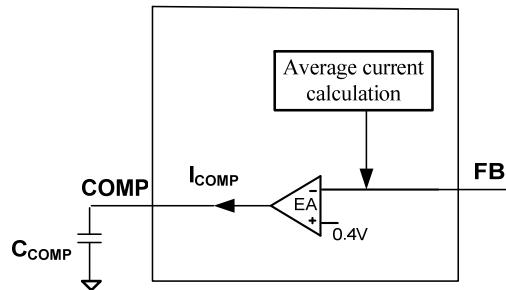 Average current
calculation
FB
I_COMP
COMP
−
EA
+
0.4V
C_COMP